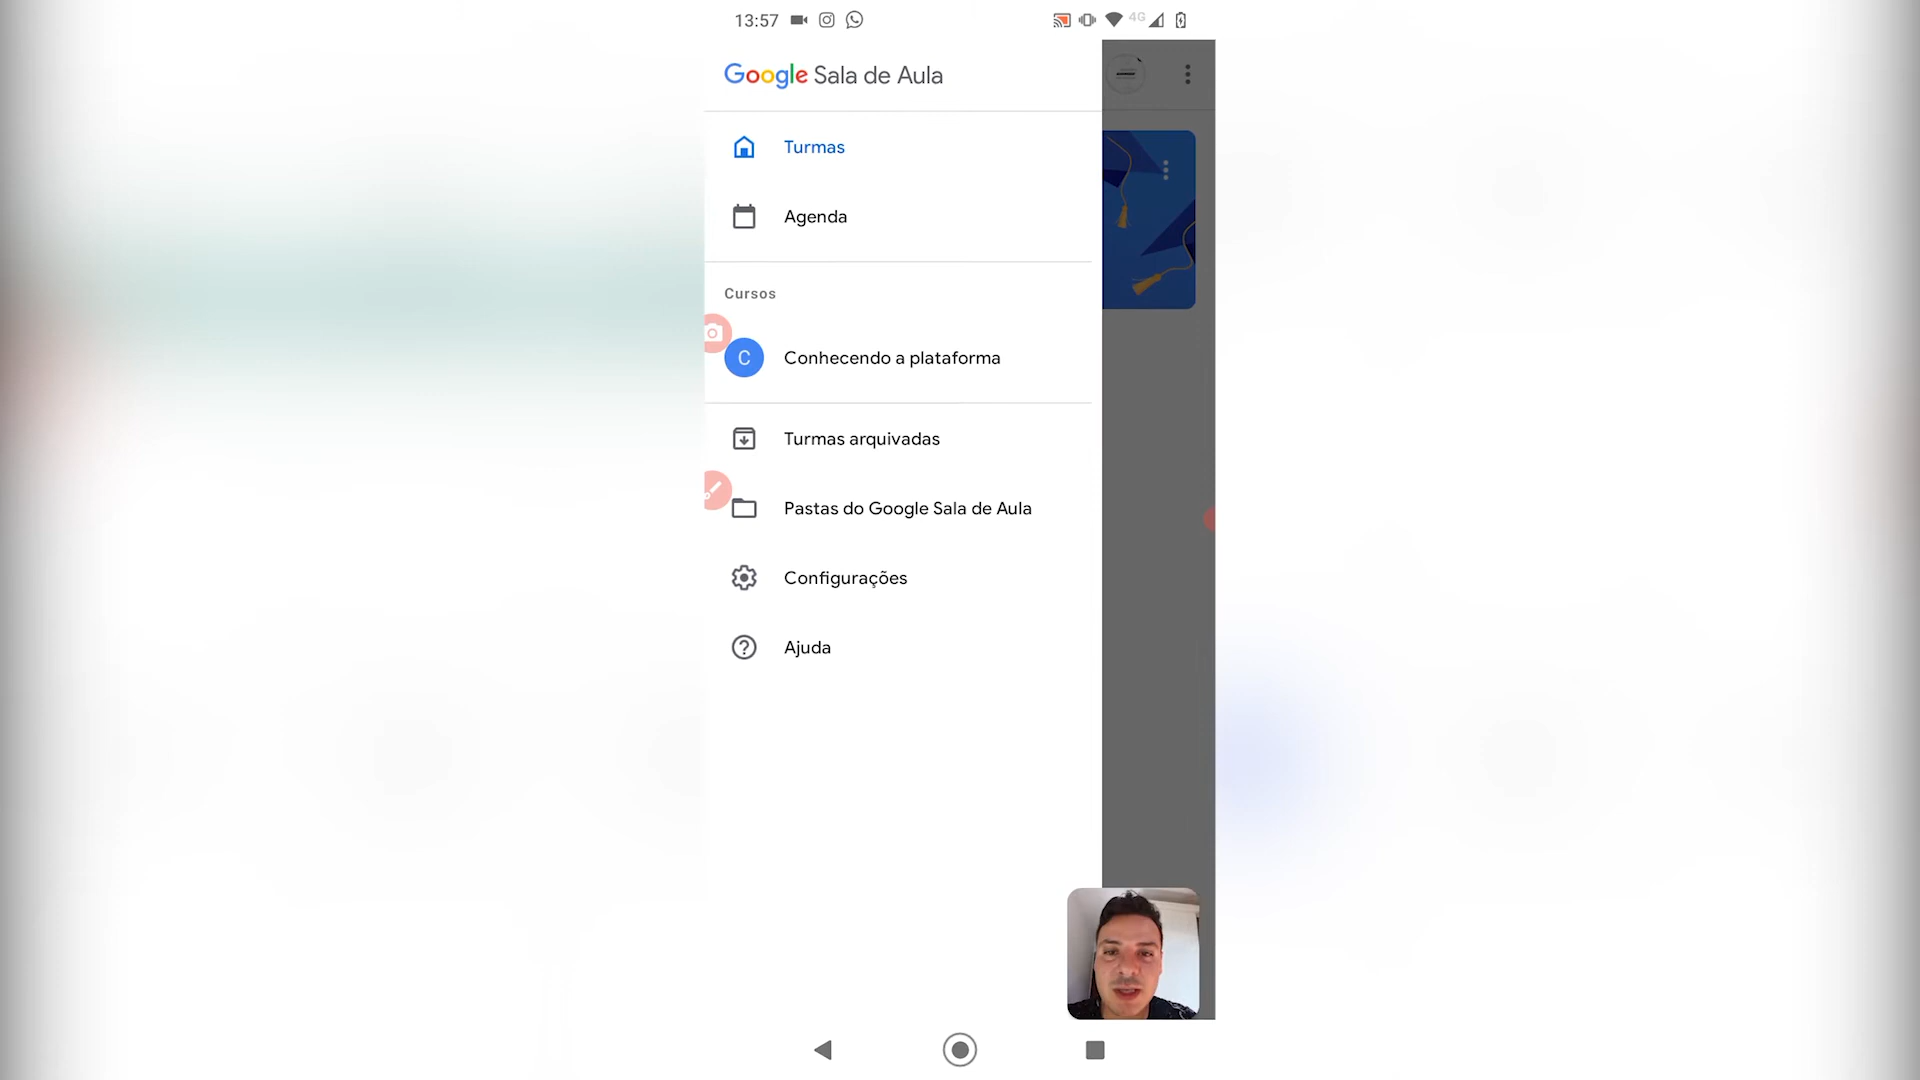 13:57
4G
Google Sala de Aula
Turmas
Agenda
Cursos
C
Conhecendo a plataforma
Turmas arquivadas
Pastas do Google Sala de Aula
Configurações
Ajuda